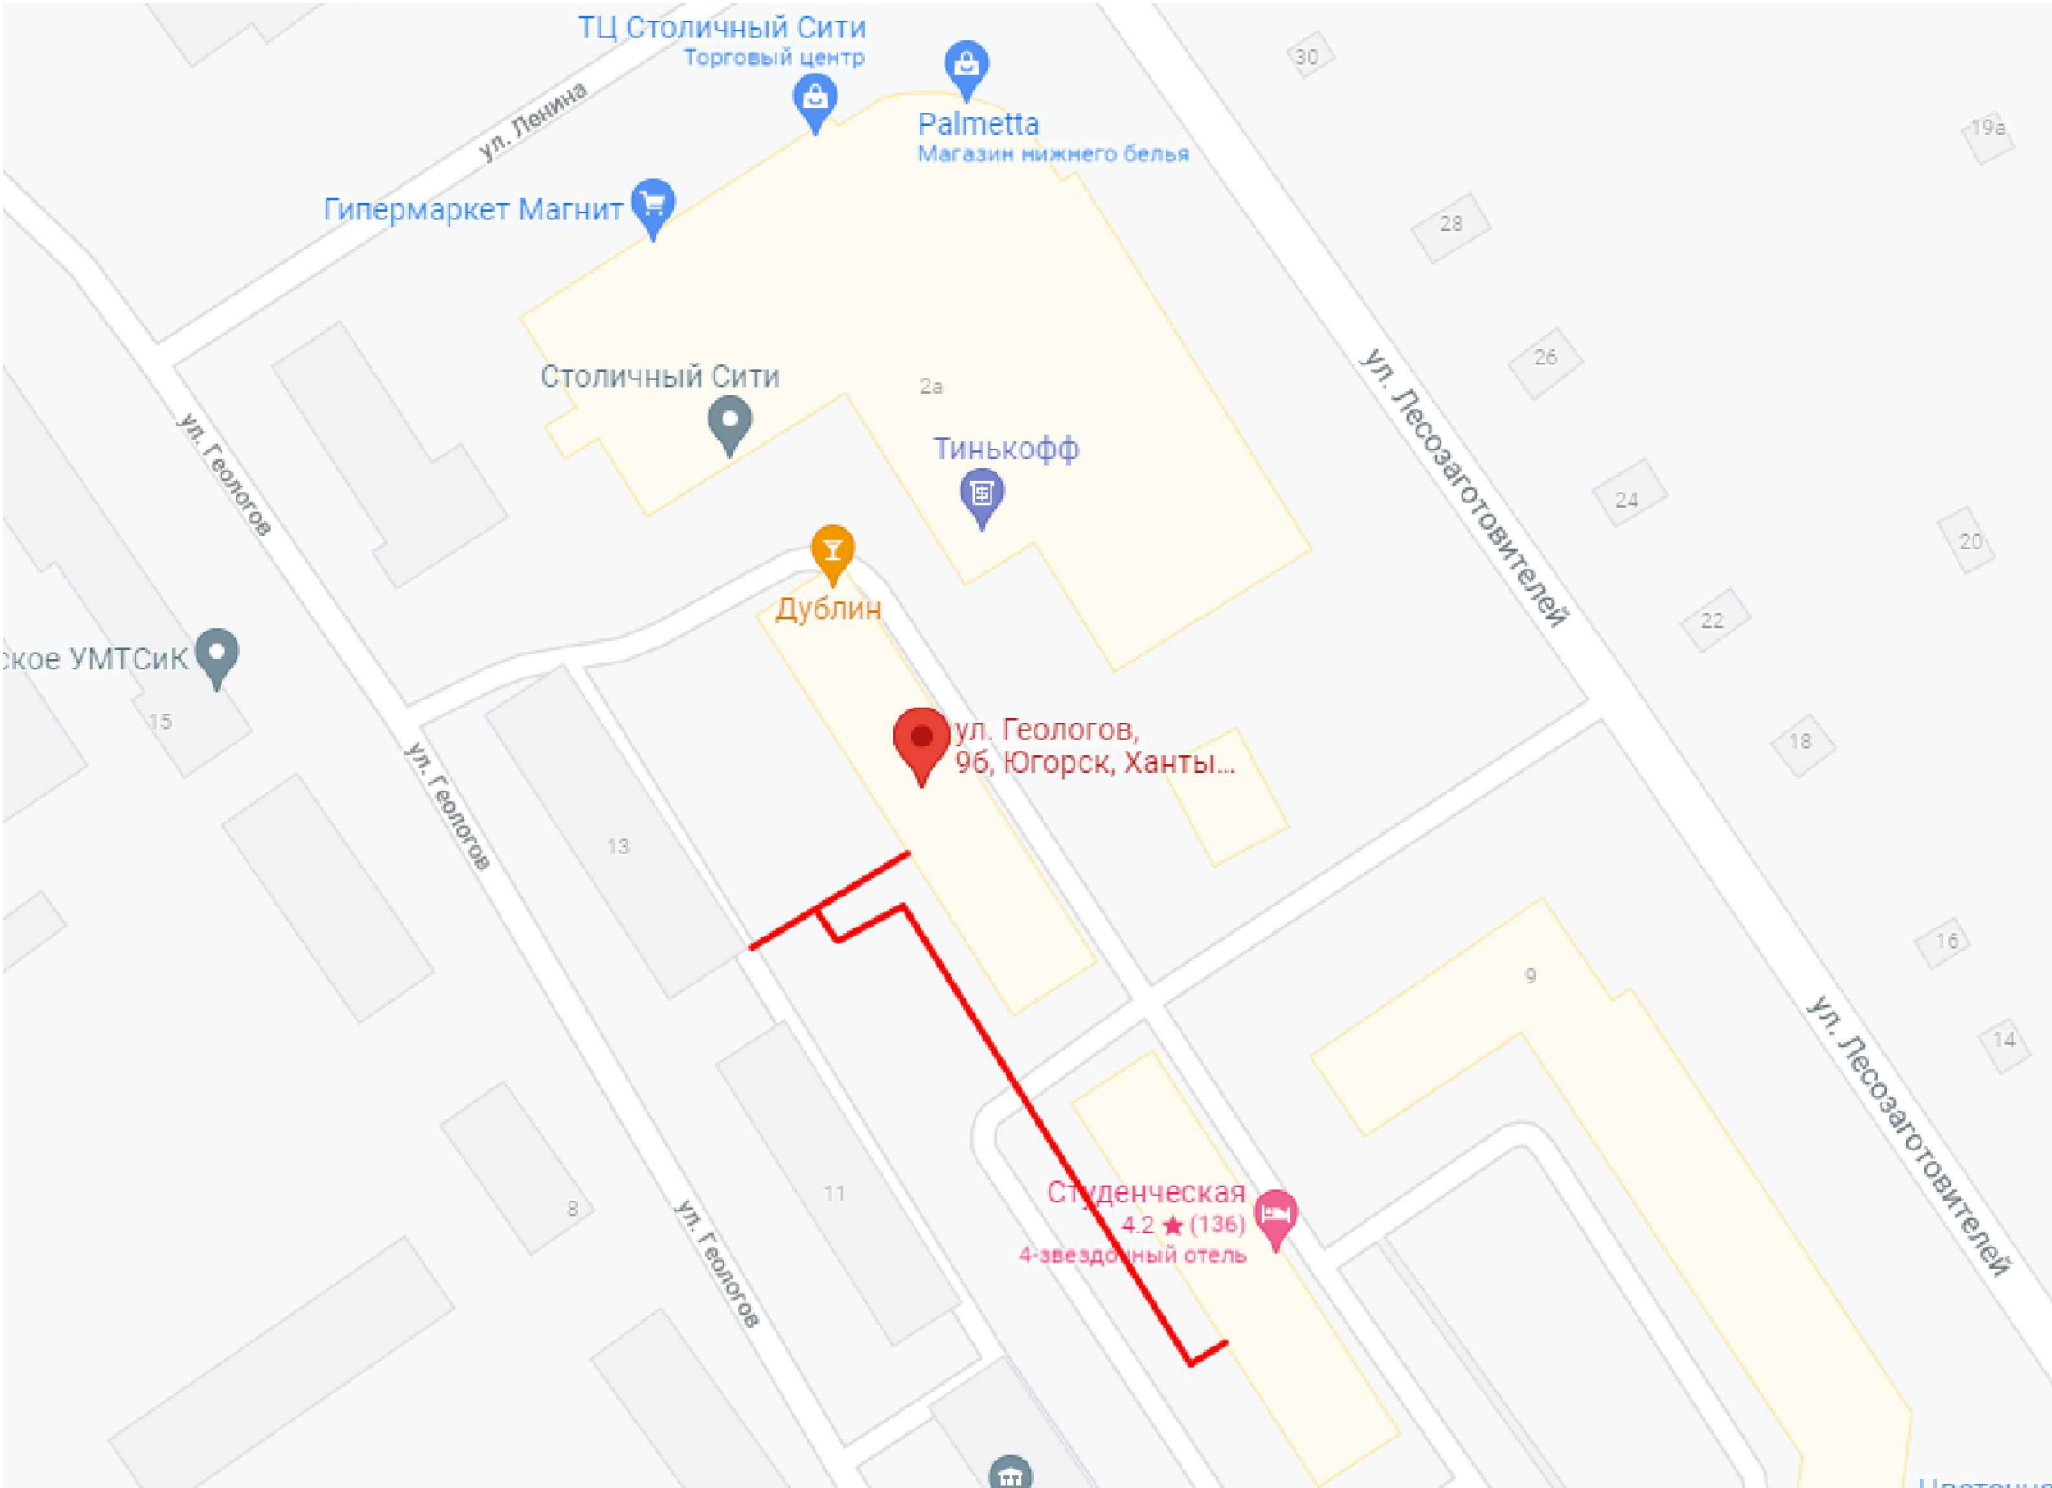 ТЦ Столичный Сити
Торговый центр
30
ул. Ленина
Palmetta
Магазин нижнего белья
19а
Гипермаркет Магнит
28
26
Столичный Сити
2а
ул. Геологов
Тинькофф
ул. Лесозаготовителей
24
20
Дублин
22
ское УМТСиК
15
ул. Геологов,
9б, Югорск, Ханты...
18
ул. Геологов
13
16
9
14
ул. Лесозаготовителей
11
8
Студенческая
4.2 ★ (136)
4-звездочный отель
ул. Геологов